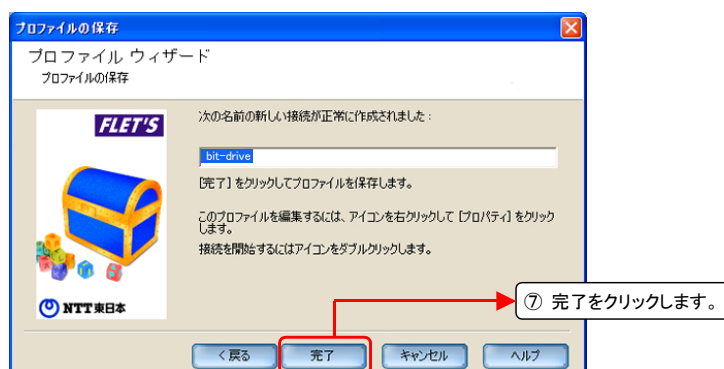 プロファイルの保存
プロファイル ウィザード
プロファイルの保存
FLET'S
次の名前の新しい接続が正常に作成されました：
bit-drive
[完了] をクリックしてプロファイルを保存します。
このプロファイルを編集するには、アイコンを右クリックして [プロパティ] をクリック
します。
接続を開始するにはアイコンをダブルクリックします。
NTT東日本
⑦ 完了をクリックします。
< 戻る
完了
キャンセル
ヘルプ